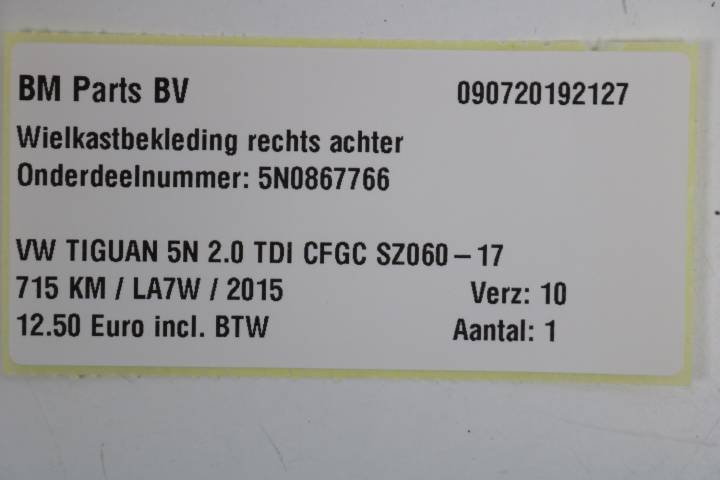 BM Parts BV 090720192127
Wielkastbekleding rechts achter
Onderdeelnummer: 5N0867766
VW TIGUAN 5N 2.0 TDI CFGC SZ060 – 17
715 KM / LA7W / 2015 Verz: 10
12.50 Euro incl. BTW Aantal: 1